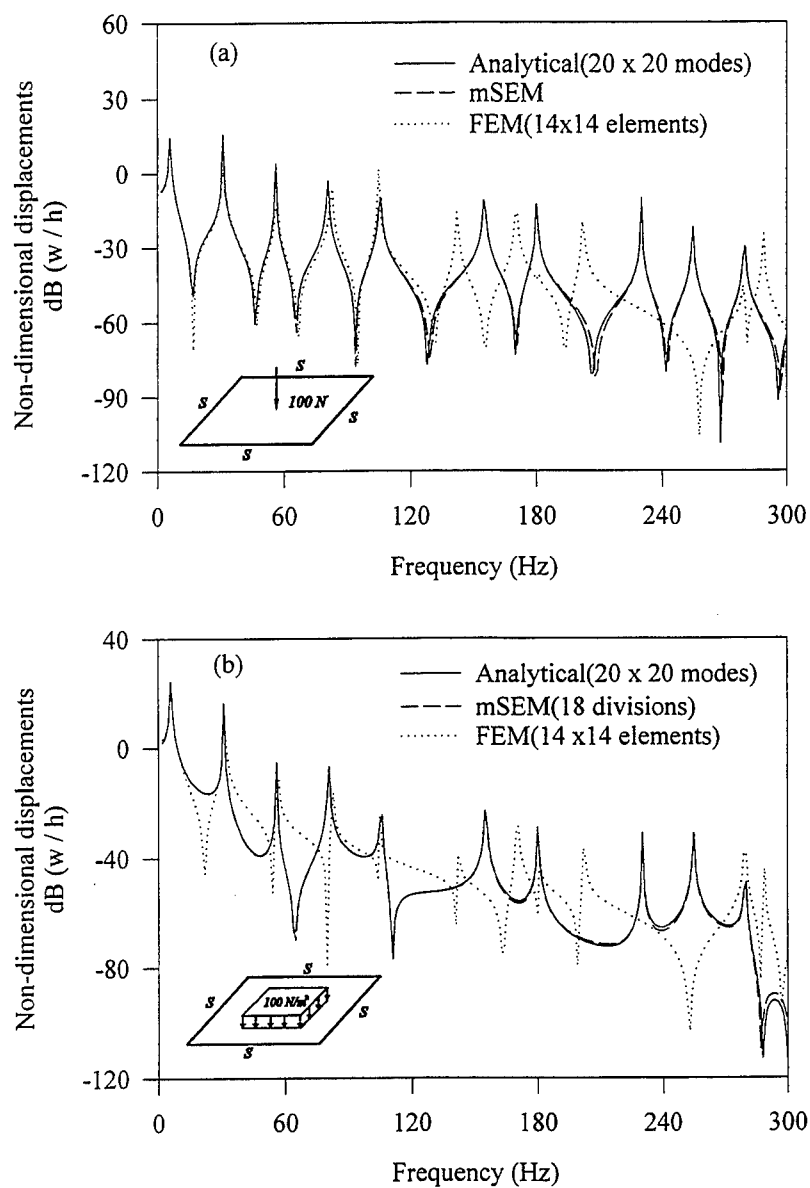 60
(a)
Analytical(20 x 20 modes)
mSEM
FEM(14x14 elements)
30
0
-30
-60
-90
-120
Non-dimensional displacements
dB (w / h)
S
S
100 N
S
S
0
60
120
180
240
300
Frequency (Hz)
40
(b)
Analytical(20 x 20 modes)
mSEM(18 divisions)
FEM(14 x14 elements)
0
-40
-80
-120
Non-dimensional displacements
dB (w / h)
S
S
100 N/m²
S
S
0
60
120
180
240
300
Frequency (Hz)